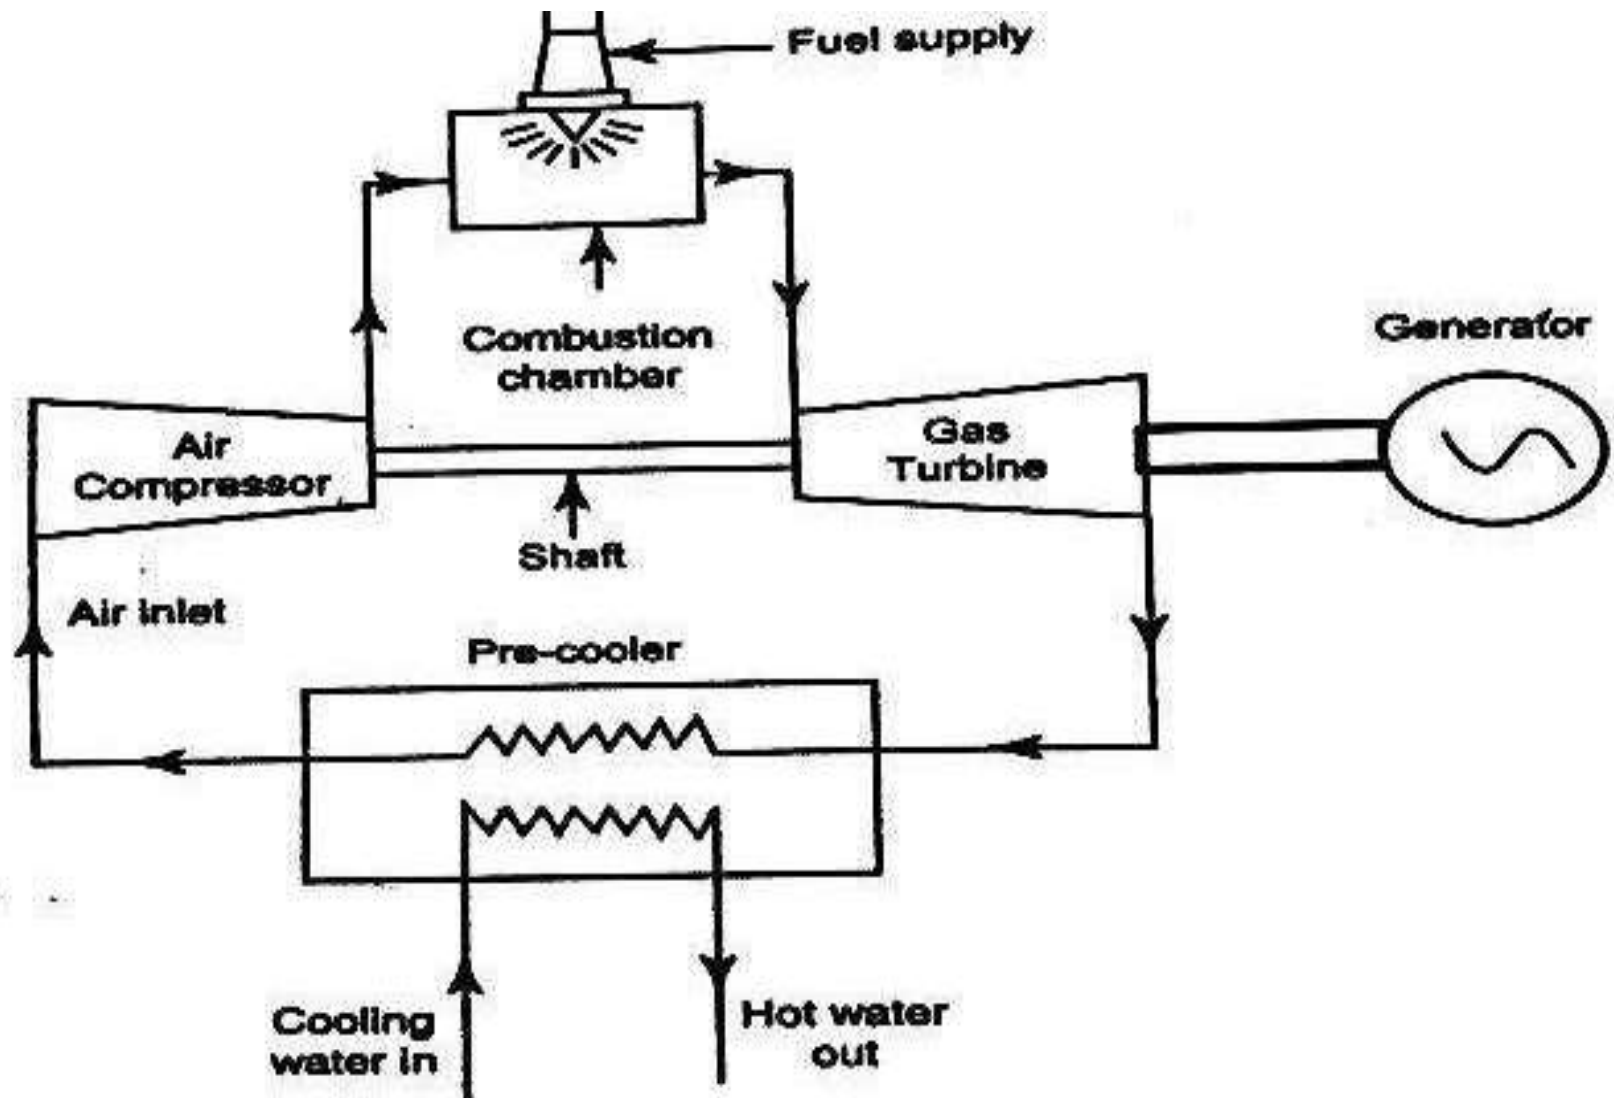 Fuel supply
Combustion
chamber
Generator
Air
Compressor
Gas
Turbine
Shaft
Air inlet
Pre-cooler
Cooling
water in
Hot water
out